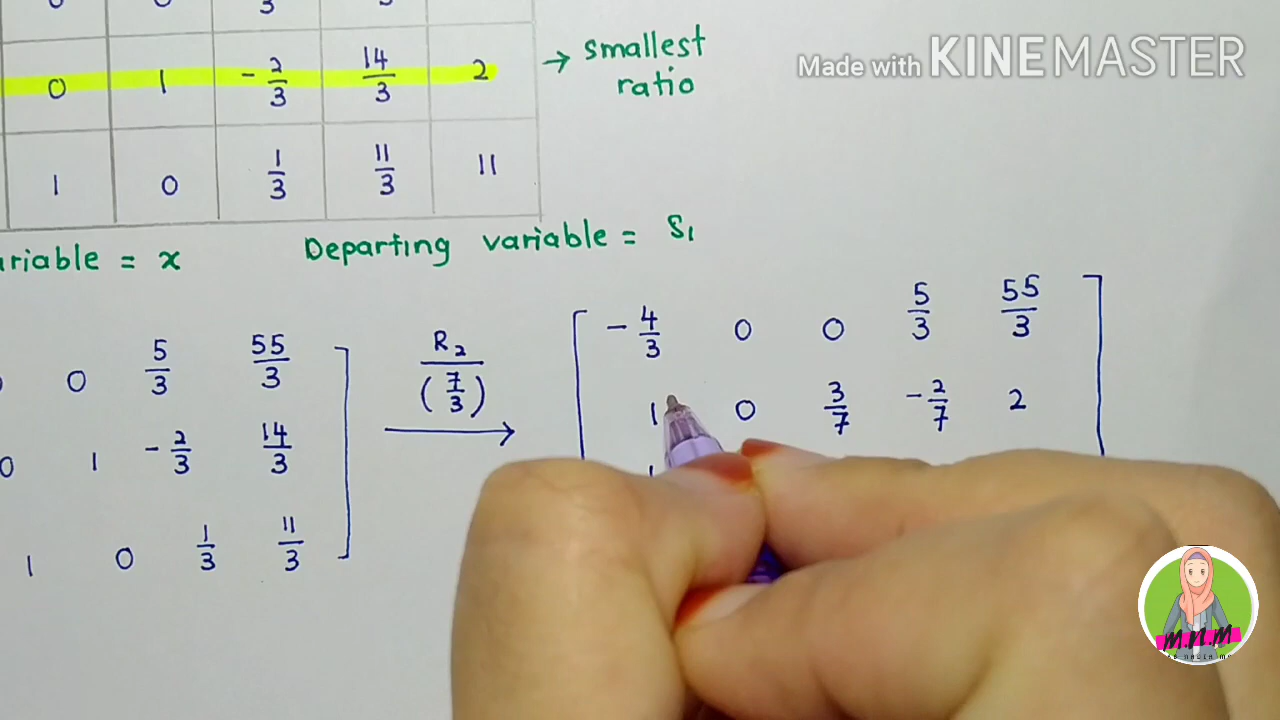 0 1 -2/3 14/3 2 → smallest ratio
1 0 1/3 11/3 11
= x Departing variable = S₁
0 5/3 55/3
0 1 -2/3 14/3
1 0 1/3 11/3
R₂/(7/3)
-4/3 0 0 5/3 55/3
1 0 3/7 -2/7 2
Made with KINEMASTER
M.N.M